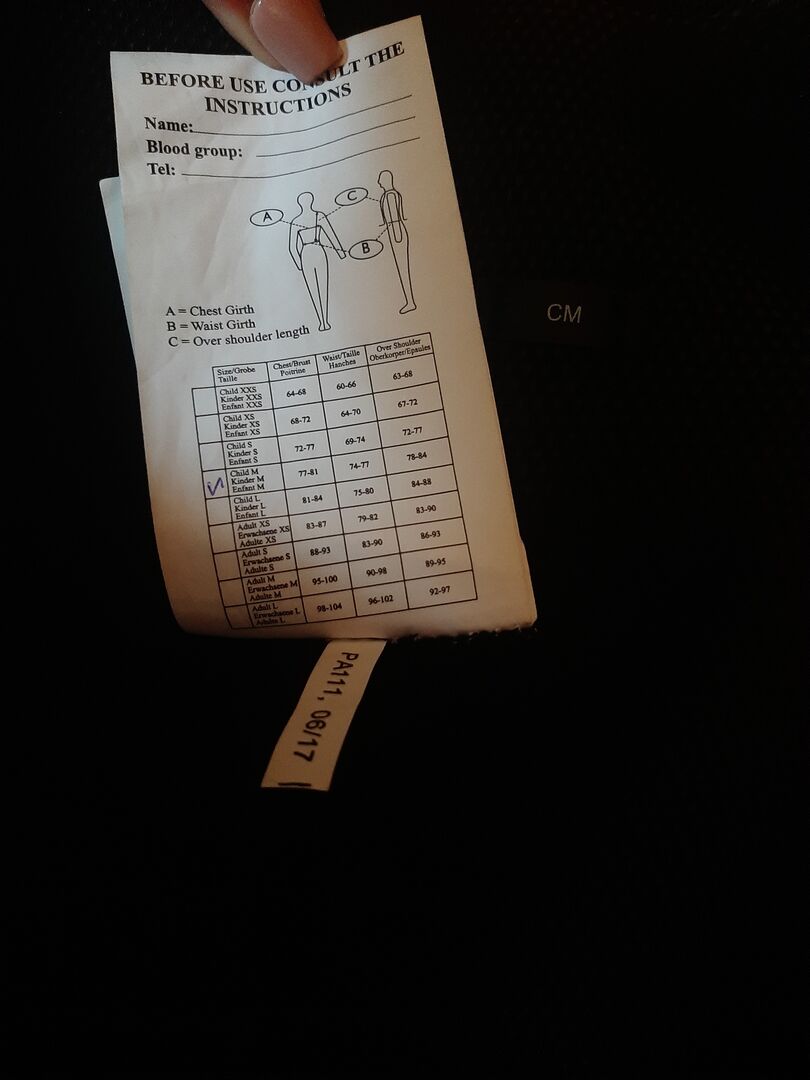 BEFORE USE CONSULT THE
INSTRUCTIONS
Name:
Blood group:
Tel:
A
C
B
CM
A = Chest Girth
B = Waist Girth
C = Over shoulder length
Size/Grobe Taille Chest/Brust Poitrine Waist/Taille Hanches Over Shoulder Oberkorper/Epaules
Child XXS
Kinder XXS 64-68 60-66 63-68
Enfant XXS
Child XS
Kinder XS 68-72 64-70 67-72
Enfant XS
Child S
Kinder S 72-77 69-74 72-77
Enfant S
Child M
Kinder M 77-81 74-77 78-84
Enfant M
Child L
Kinder L 81-84 75-80 84-88
Enfant L
Adult XS
Erwachsene XS 83-87 79-82 83-90
Adulte XS
Adult S
Erwachsene S 88-93 83-90 86-93
Adulte S
Adult M
Erwachsene M 95-100 90-98 89-95
Adulte M
Adult L
Erwachsene L 98-104 96-102 92-97
Adulte L
PA111, 06/17